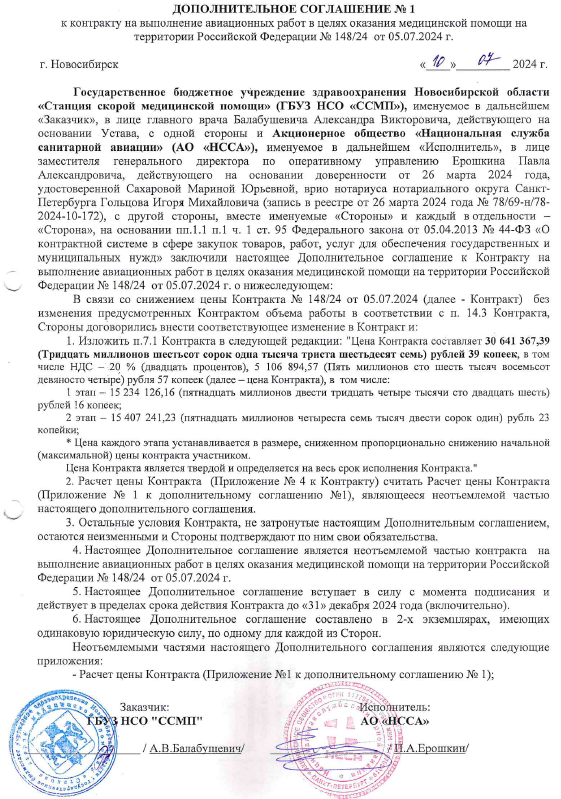 ДОПОЛНИТЕЛЬНОЕ СОГЛАШЕНИЕ № 1
к контракту на выполнение авиационных работ в целях оказания медицинской помощи на
территории Российской Федерации № 148/24 от 05.07.2024 г.
г. Новосибирск «10» 07 2024 г.
Государственное бюджетное учреждение здравоохранения Новосибирской области
«Станция скорой медицинской помощи» (ГБУЗ НСО «ССМП»), именуемое в дальнейшем
«Заказчик», в лице главного врача Балабушевича Александра Викторовича, действующего на
основании Устава, с одной стороны и Акционерное общество «Национальная служба
санитарной авиации» (АО «НССА»), именуемое в дальнейшем «Исполнитель», в лице
заместителя генерального директора по оперативному управлению Ерошкина Павла
Александровича, действующего на основании доверенности от 26 марта 2024 года,
удостоверенной Сахаровой Мариной Юрьевной, врио нотариуса нотариального округа Санкт-
Петербурга Гольцова Игоря Михайловича (запись в реестре от 26 марта 2024 года № 78/69-н/78-
2024-10-172), с другой стороны, вместе именуемые «Стороны» и каждый в отдельности –
«Сторона», на основании пп.1.1 п.1 ч. 1 ст. 95 Федерального закона от 05.04.2013 № 44-ФЗ «О
контрактной системе в сфере закупок товаров, работ, услуг для обеспечения государственных и
муниципальных нужд» заключили настоящее Дополнительное соглашение к Контракту на
выполнение авиационных работ в целях оказания медицинской помощи на территории Российской
Федерации № 148/24 от 05.07.2024 г. о нижеследующем:
В связи со снижением цены Контракта № 148/24 от 05.07.2024 (далее - Контракт) без
изменения предусмотренных Контрактом объема работы в соответствии с п. 14.3 Контракта,
Стороны договорились внести соответствующее изменение в Контракт и:
1. Изложить п.7.1 Контракта в следующей редакции: "Цена Контракта составляет 30 641 367,39
(Тридцать миллионов шестьсот сорок одна тысяча триста шестьдесят семь) рублей 39 копеек, в том
числе НДС – 20 % (двадцать процентов), 5 106 894,57 (Пять миллионов сто шесть тысяч восемьсот
девяносто четыре) рубля 57 копеек (далее – цена Контракта), в том числе:
1 этап – 15 234 126,16 (пятнадцать миллионов двести тридцать четыре тысячи сто двадцать шесть)
рублей 16 копеек;
2 этап – 15 407 241,23 (пятнадцать миллионов четыреста семь тысяч двести сорок один) рубль 23
копейки;
* Цена каждого этапа устанавливается в размере, сниженном пропорционально снижению начальной
(максимальной) цены контракта участником.
Цена Контракта является твердой и определяется на весь срок исполнения Контракта."
2. Расчет цены Контракта (Приложение № 4 к Контракту) считать Расчет цены Контракта
(Приложение № 1 к дополнительному соглашению №1), являющееся неотъемлемой частью
настоящего дополнительного соглашения.
3. Остальные условия Контракта, не затронутые настоящим Дополнительным соглашением,
остаются неизменными и Стороны подтверждают по ним свои обязательства.
4. Настоящее Дополнительное соглашение является неотъемлемой частью контракта на
выполнение авиационных работ в целях оказания медицинской помощи на территории Российской
Федерации № 148/24 от 05.07.2024 г.
5. Настоящее Дополнительное соглашение вступает в силу с момента подписания и
действует в пределах срока действия Контракта до «31» декабря 2024 года (включительно).
6. Настоящее Дополнительное соглашение составлено в 2-х экземплярах, имеющих
одинаковую юридическую силу, по одному для каждой из Сторон.
Неотъемлемыми частями настоящего Дополнительного соглашения являются следующие
приложения:
- Расчет цены Контракта (Приложение №1 к дополнительному соглашению № 1);
Заказчик: Исполнитель:
ГБУЗ НСО "ССМП" АО «НССА»
/ А.В.Балабушевич/ / П.А.Ерошкин/